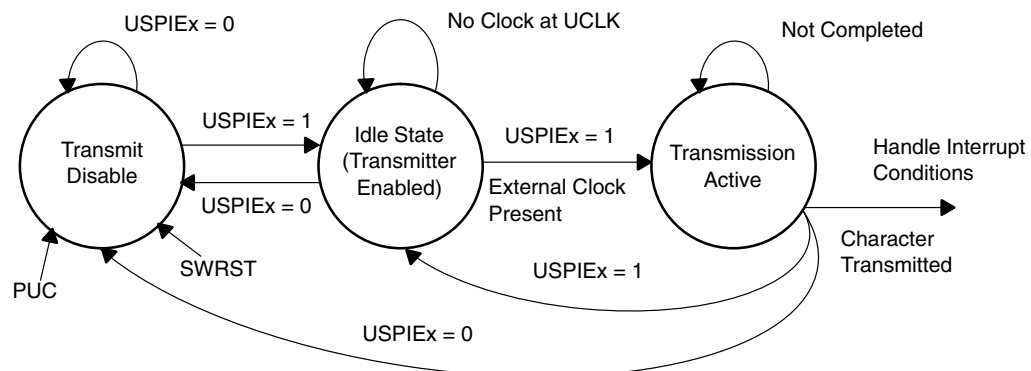 USPIEx = 0
No Clock at UCLK
Not Completed
Transmit
Disable
USPIEx = 1
USPIEx = 0
Idle State
(Transmitter
Enabled)
USPIEx = 1
External Clock
Present
Transmission
Active
Handle Interrupt
Conditions
Character
Transmitted
PUC
SWRST
USPIEx = 1
USPIEx = 0